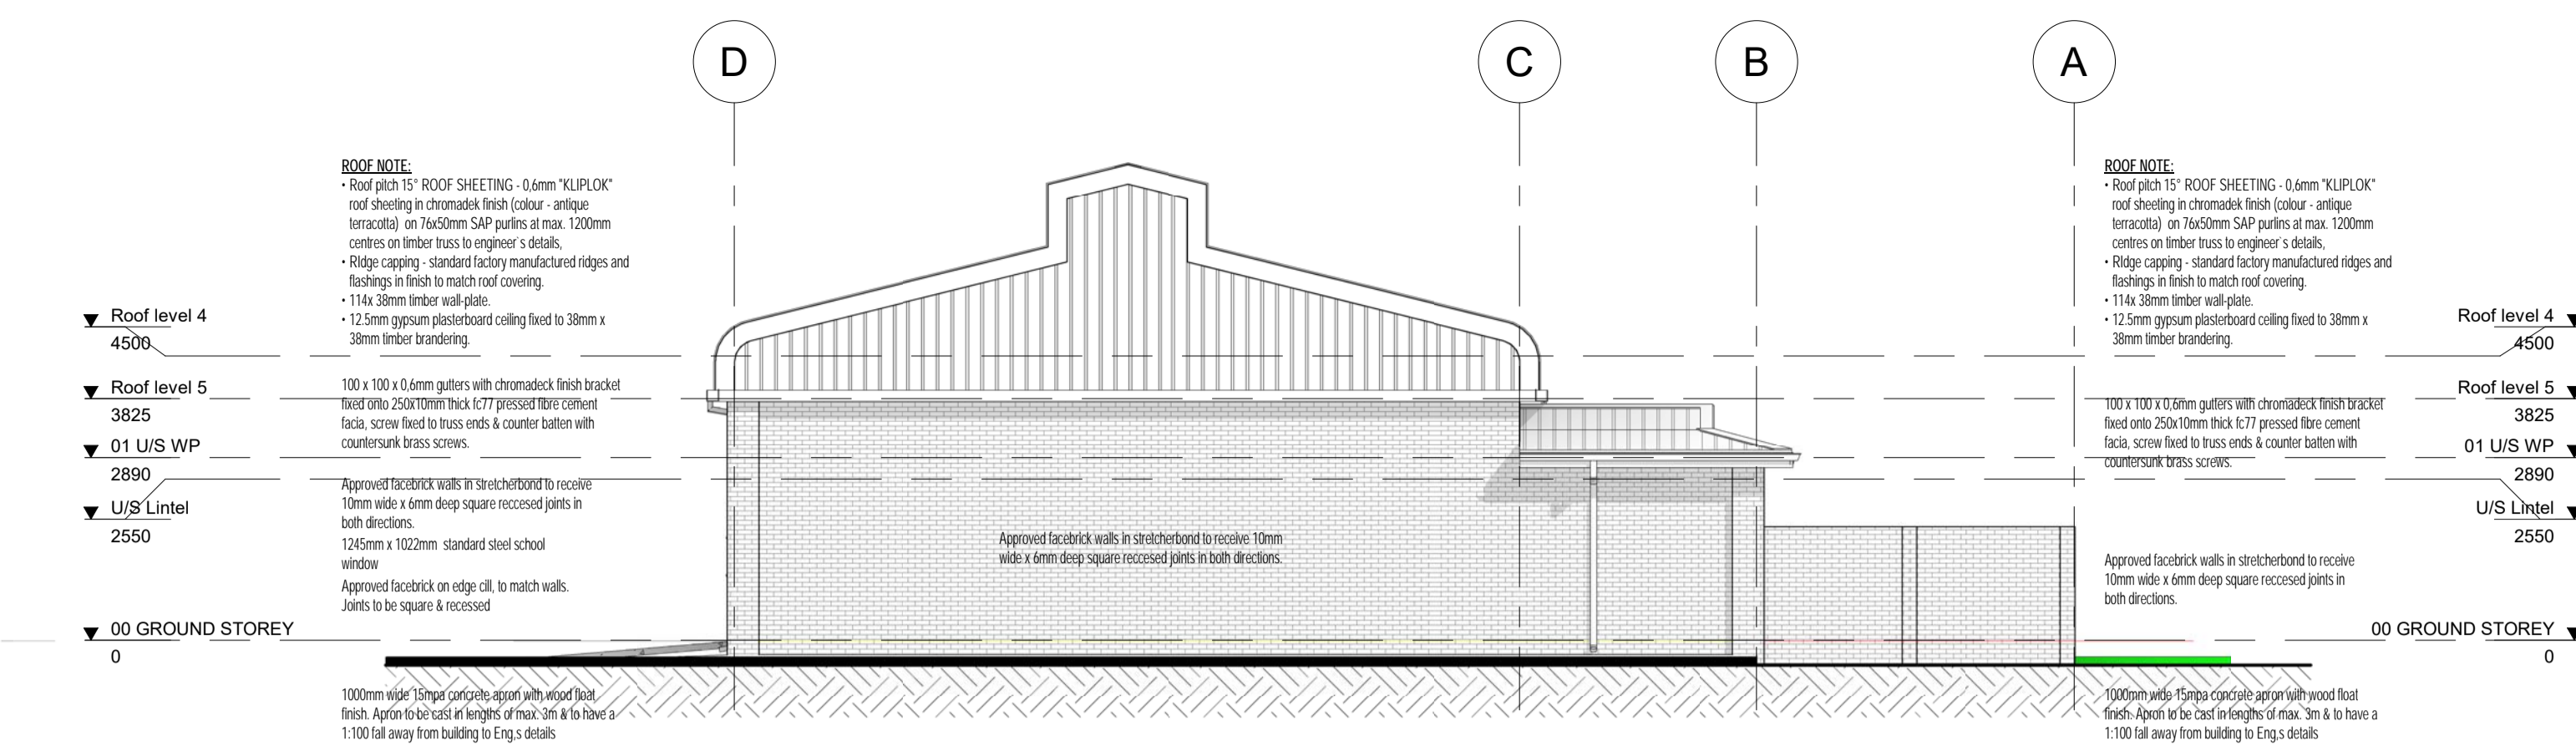 D
C
B
A
ROOF NOTE:
• Roof pitch 15° ROOF SHEETING - 0,6mm "KLIPLOK"
roof sheeting in chromadek finish (colour - antique
terracotta) on 76x50mm SAP purlins at max. 1200mm
centres on timber truss to engineer`s details,
• RIdge capping - standard factory manufactured ridges and
flashings in finish to match roof covering.
• 114x 38mm timber wall-plate.
• 12.5mm gypsum plasterboard ceiling fixed to 38mm x
38mm timber brandering.
100 x 100 x 0,6mm gutters with chromadeck finish bracket
fixed onto 250x10mm thick fc77 pressed fibre cement
facia, screw fixed to truss ends & counter batten with
countersunk brass screws.
Approved facebrick walls in stretcherbond to receive
10mm wide x 6mm deep square reccesed joints in
both directions.
1245mm x 1022mm standard steel school
window
Approved facebrick on edge cill, to match walls.
Joints to be square & recessed
1000mm wide 15mpa concrete apron with wood float
finish. Apron to be cast in lengths of max. 3m & to have a
1:100 fall away from building to Eng,s details
Roof level 4
4500
Roof level 5
3825
01 U/S WP
2890
U/S Lintel
2550
00 GROUND STOREY
0
Approved facebrick walls in stretcherbond to receive 10mm
wide x 6mm deep square reccesed joints in both directions.
ROOF NOTE:
• Roof pitch 15° ROOF SHEETING - 0,6mm "KLIPLOK"
roof sheeting in chromadek finish (colour - antique
terracotta) on 76x50mm SAP purlins at max. 1200mm
centres on timber truss to engineer`s details,
• RIdge capping - standard factory manufactured ridges and
flashings in finish to match roof covering.
• 114x 38mm timber wall-plate.
• 12.5mm gypsum plasterboard ceiling fixed to 38mm x
38mm timber brandering.
100 x 100 x 0,6mm gutters with chromadeck finish bracket
fixed onto 250x10mm thick fc77 pressed fibre cement
facia, screw fixed to truss ends & counter batten with
countersunk brass screws.
Approved facebrick walls in stretcherbond to receive
10mm wide x 6mm deep square reccesed joints in
both directions.
1000mm wide 15mpa concrete apron with wood float
finish. Apron to be cast in lengths of max. 3m & to have a
1:100 fall away from building to Eng,s details
Roof level 4
4500
Roof level 5
3825
01 U/S WP
2890
U/S Lintel
2550
00 GROUND STOREY
0